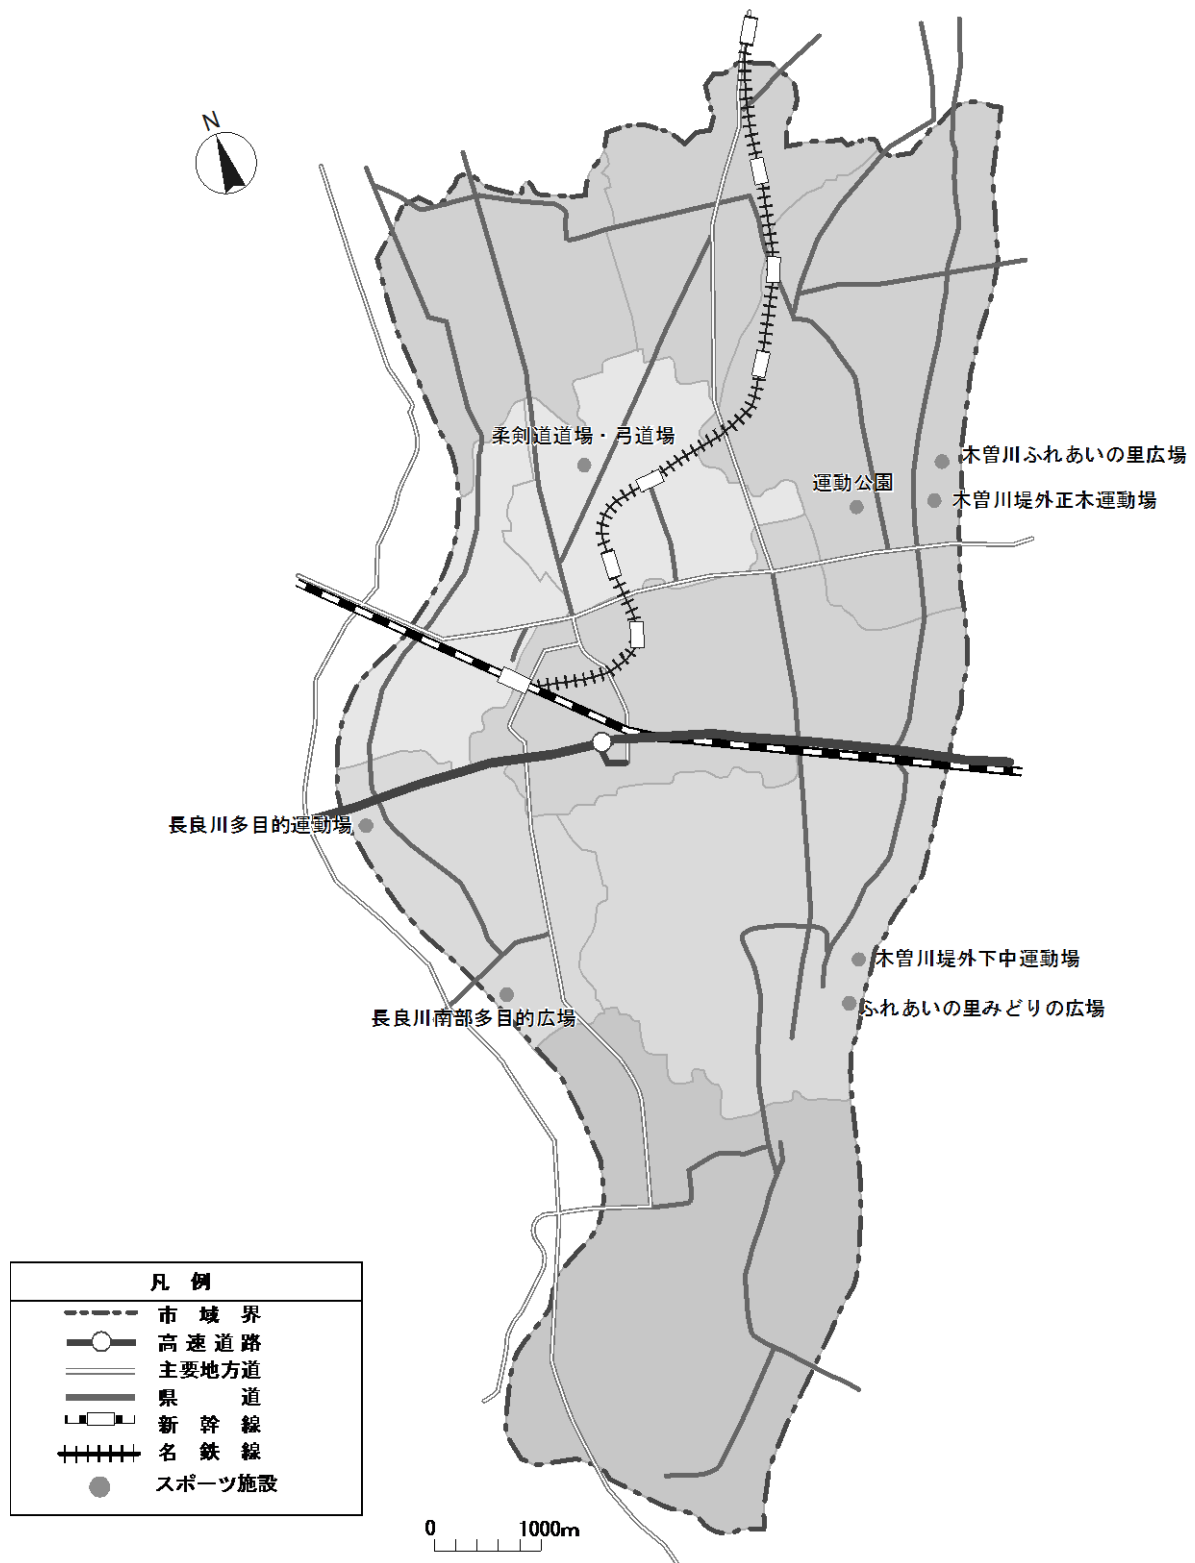 N
柔剣道道場・弓道場
木曽川ふれあいの里広場
運動公園
木曽川堤外正木運動場
長良川多目的運動場
木曽川堤外下中運動場
ふれあいの里みどりの広場
長良川南部多目的広場
凡 例
市 域 界
高速道路
主要地方道
県 道
新 幹 線
名 鉄 線
スポーツ施設
0 1000m